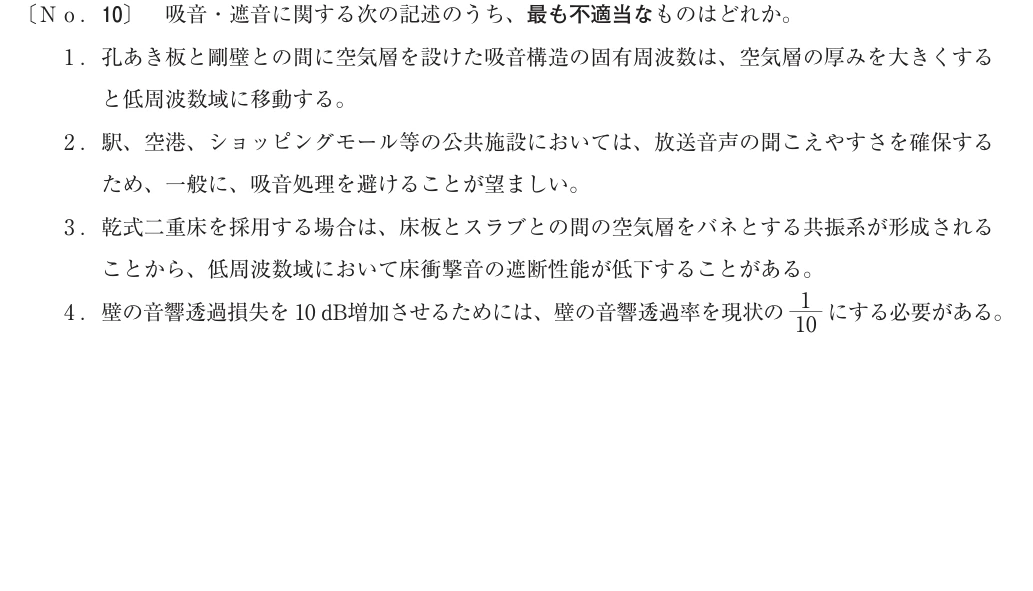 〔Ｎｏ．10〕　吸音・遮音に関する次の記述のうち、最も不適当なものはどれか。
1．孔あき板と剛壁との間に空気層を設けた吸音構造の固有周波数は、空気層の厚みを大きくする
と低周波数域に移動する。
2．駅、空港、ショッピングモール等の公共施設においては、放送音声の聞こえやすさを確保する
ため、一般に、吸音処理を避けることが望ましい。
3．乾式二重床を採用する場合は、床板とスラブとの間の空気層をバネとする共振系が形成される
ことから、低周波数域において床衝撃音の遮断性能が低下することがある。
4．壁の音響透過損失を 10 dB増加させるためには、壁の音響透過率を現状の 1/10 にする必要がある。